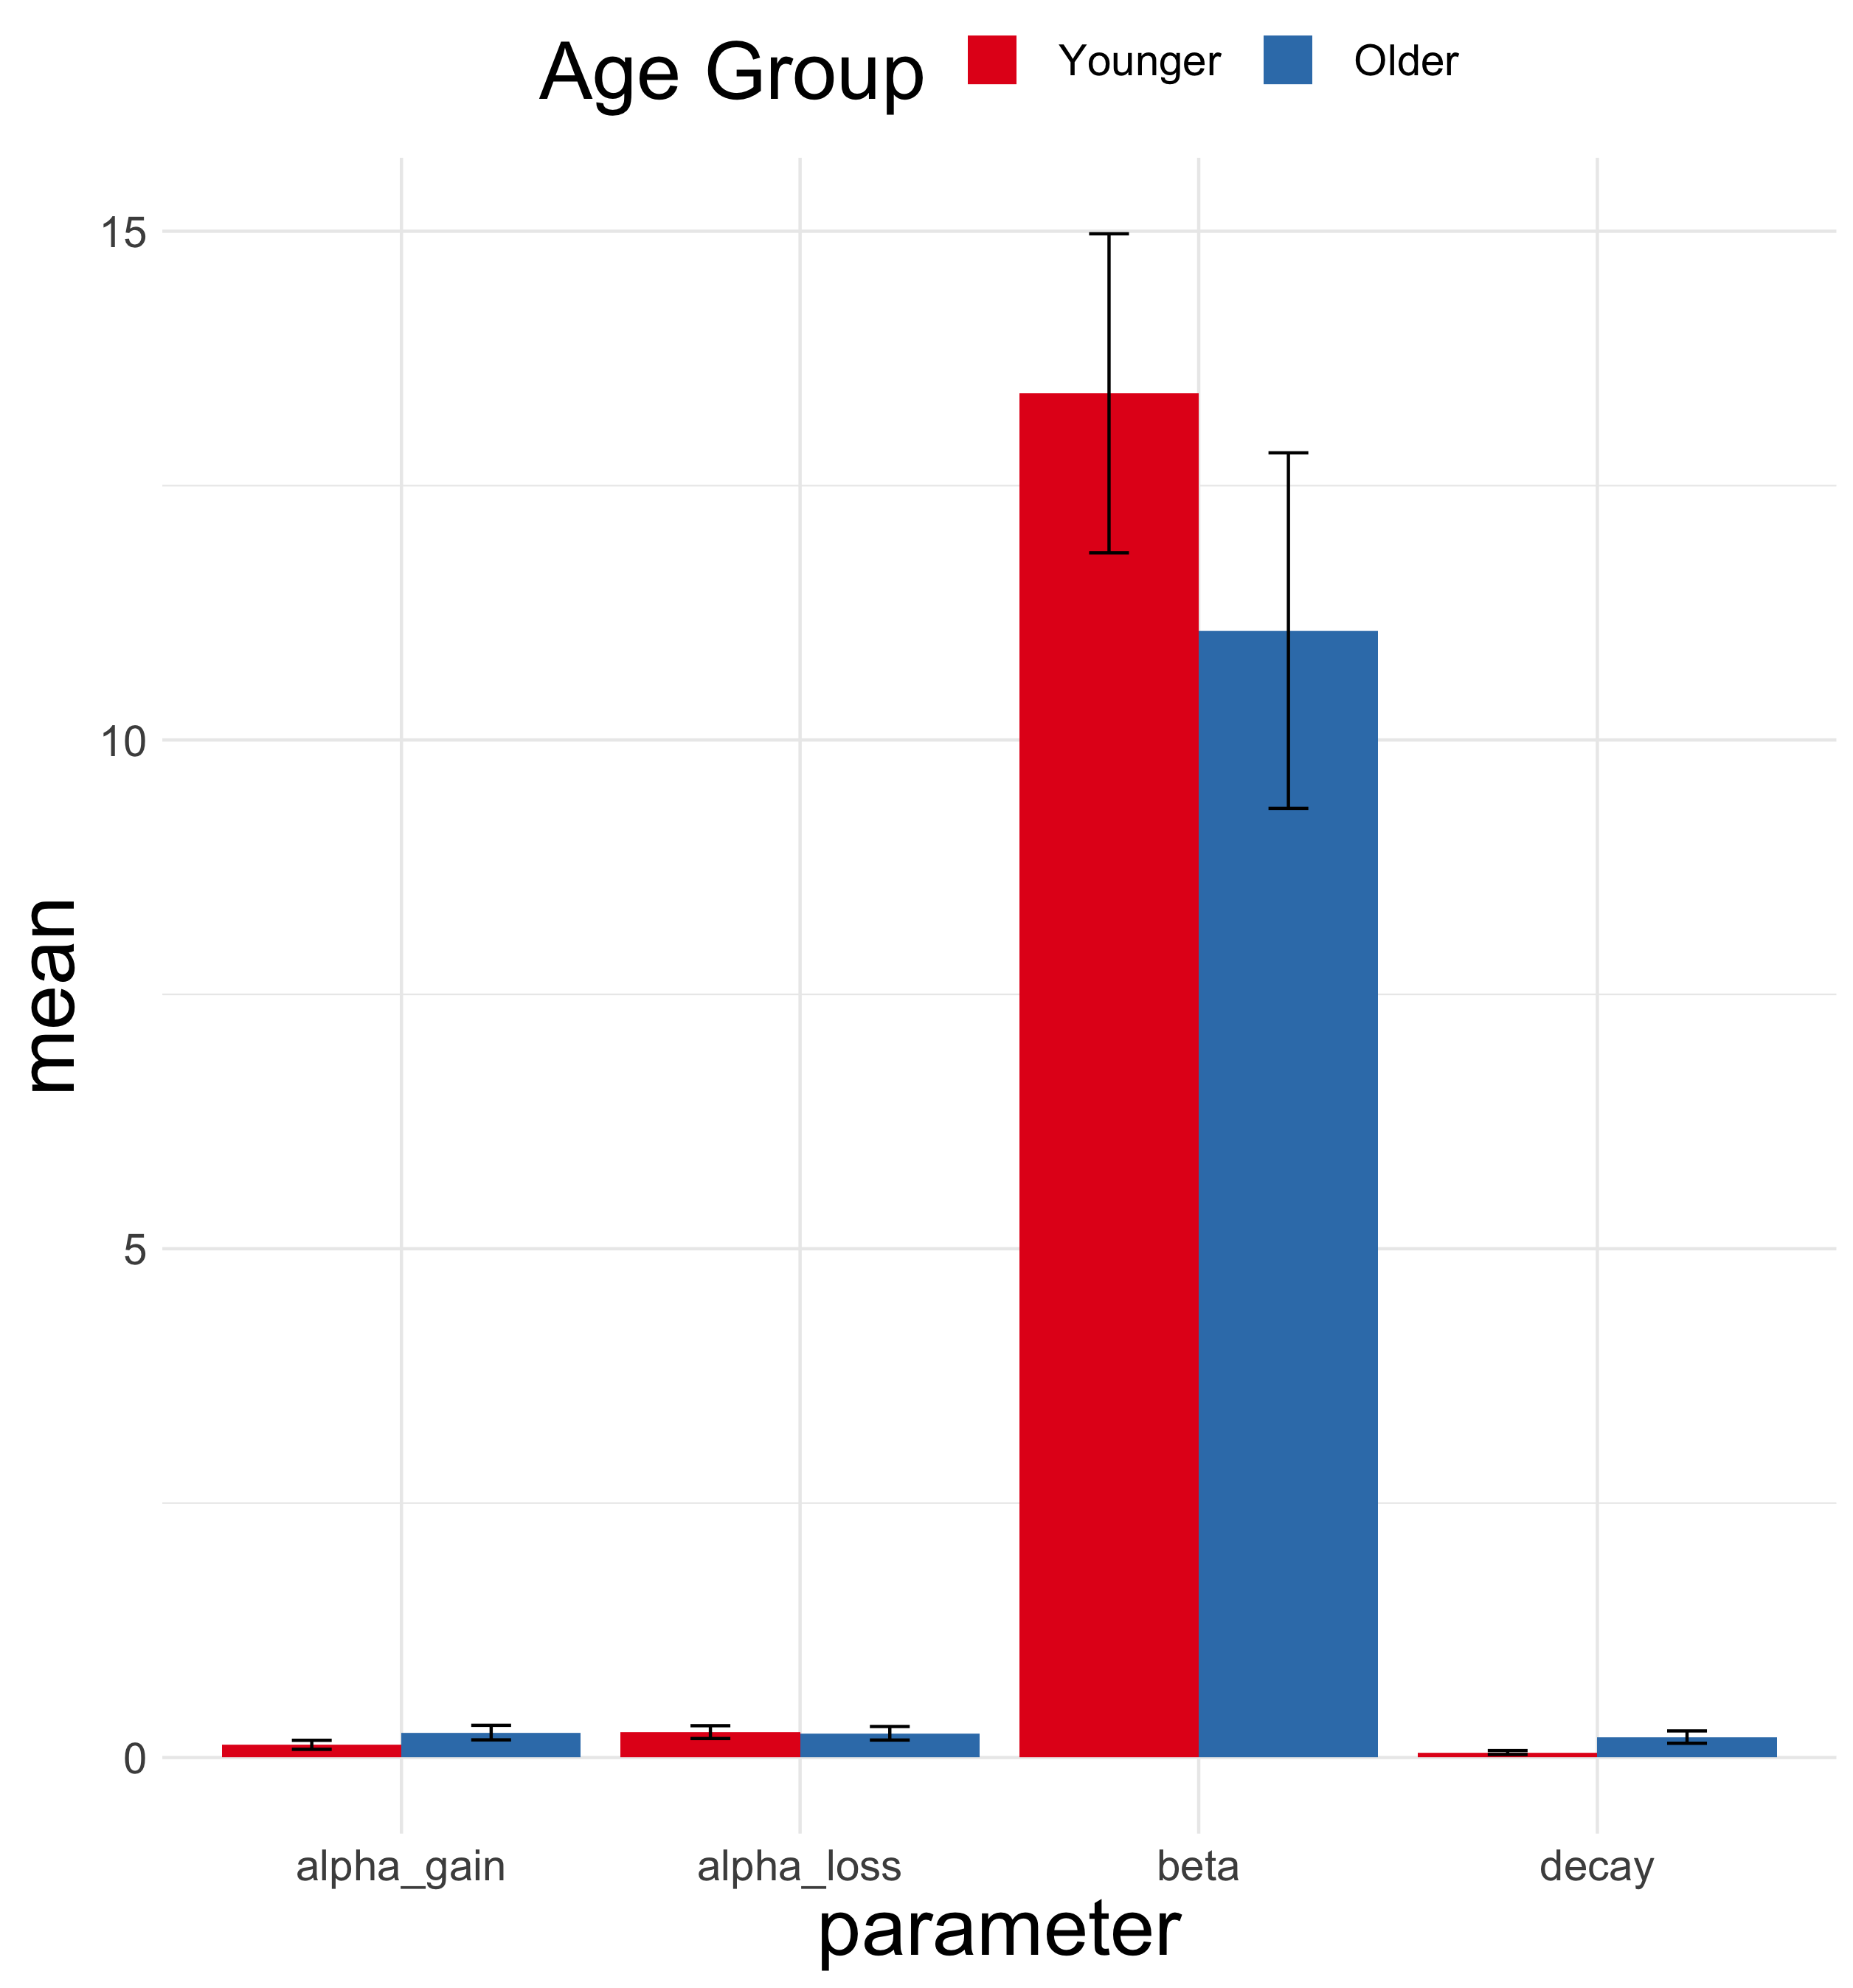 Age Group Younger Older
15
10
5
0
mean
alpha_gain alpha_loss beta decay
parameter